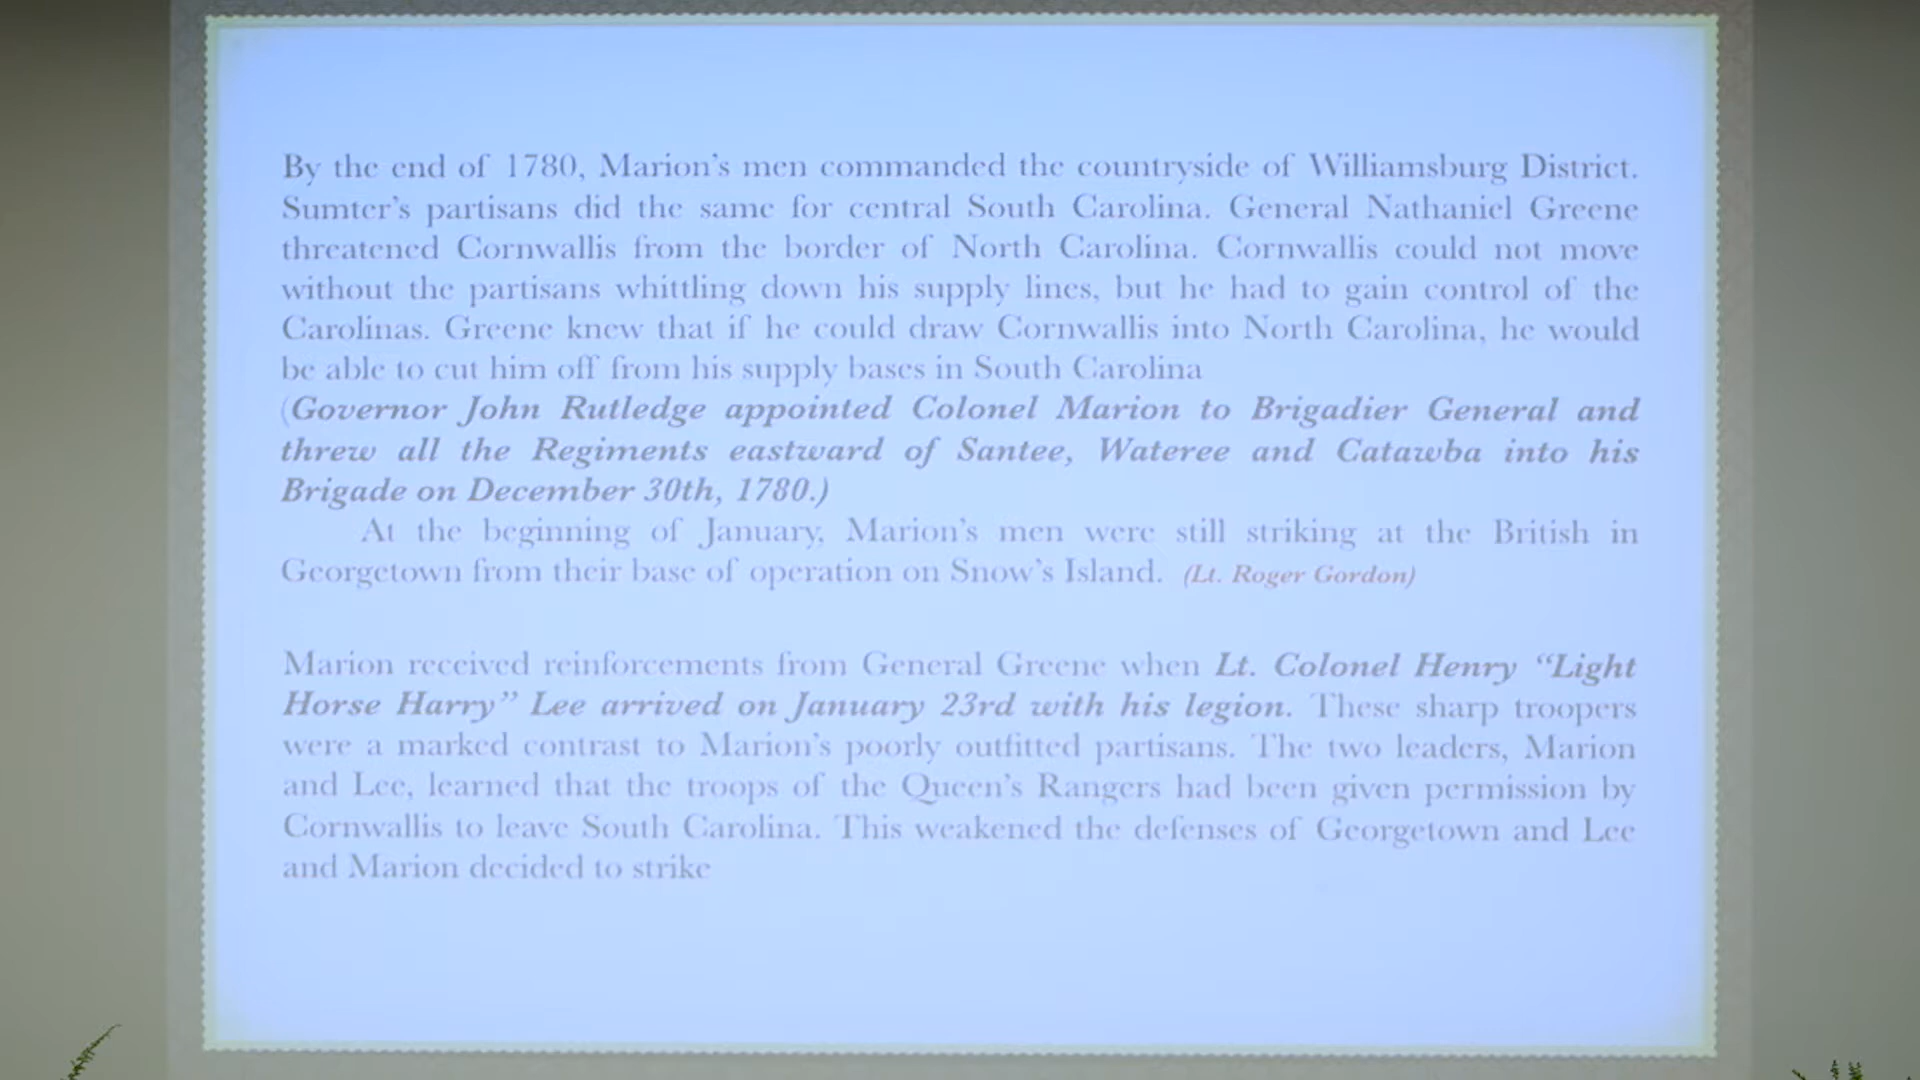 By the end of 1780, Marion's men commanded the countryside of Williamsburg District.
Sumter's partisans did the same for central South Carolina. General Nathaniel Greene
threatened Cornwallis from the border of North Carolina. Cornwallis could not move
without the partisans whittling down his supply lines, but he had to gain control of the
Carolinas. Greene knew that if he could draw Cornwallis into North Carolina, he would
be able to cut him off from his supply bases in South Carolina
(Governor John Rutledge appointed Colonel Marion to Brigadier General and
threw all the Regiments eastward of Santee, Wateree and Catawba into his
Brigade on December 30th, 1780.)
At the beginning of January, Marion's men were still striking at the British in
Georgetown from their base of operation on Snow's Island. (Lt. Roger Gordon)
Marion received reinforcements from General Greene when Lt. Colonel Henry “Light
Horse Harry” Lee arrived on January 23rd with his legion. These sharp troopers
were a marked contrast to Marion's poorly outfitted partisans. The two leaders, Marion
and Lee, learned that the troops of the Queen's Rangers had been given permission by
Cornwallis to leave South Carolina. This weakened the defenses of Georgetown and Lee
and Marion decided to strike